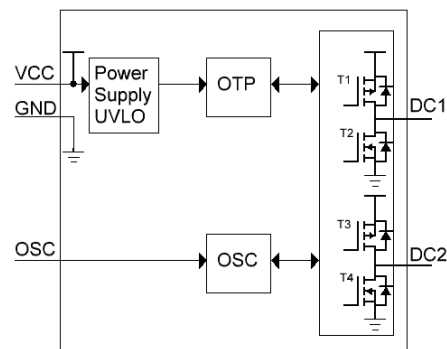 VCC
GND
OSC
Power
Supply
UVLO
OTP
OSC
T1
T2
T3
T4
DC1
DC2